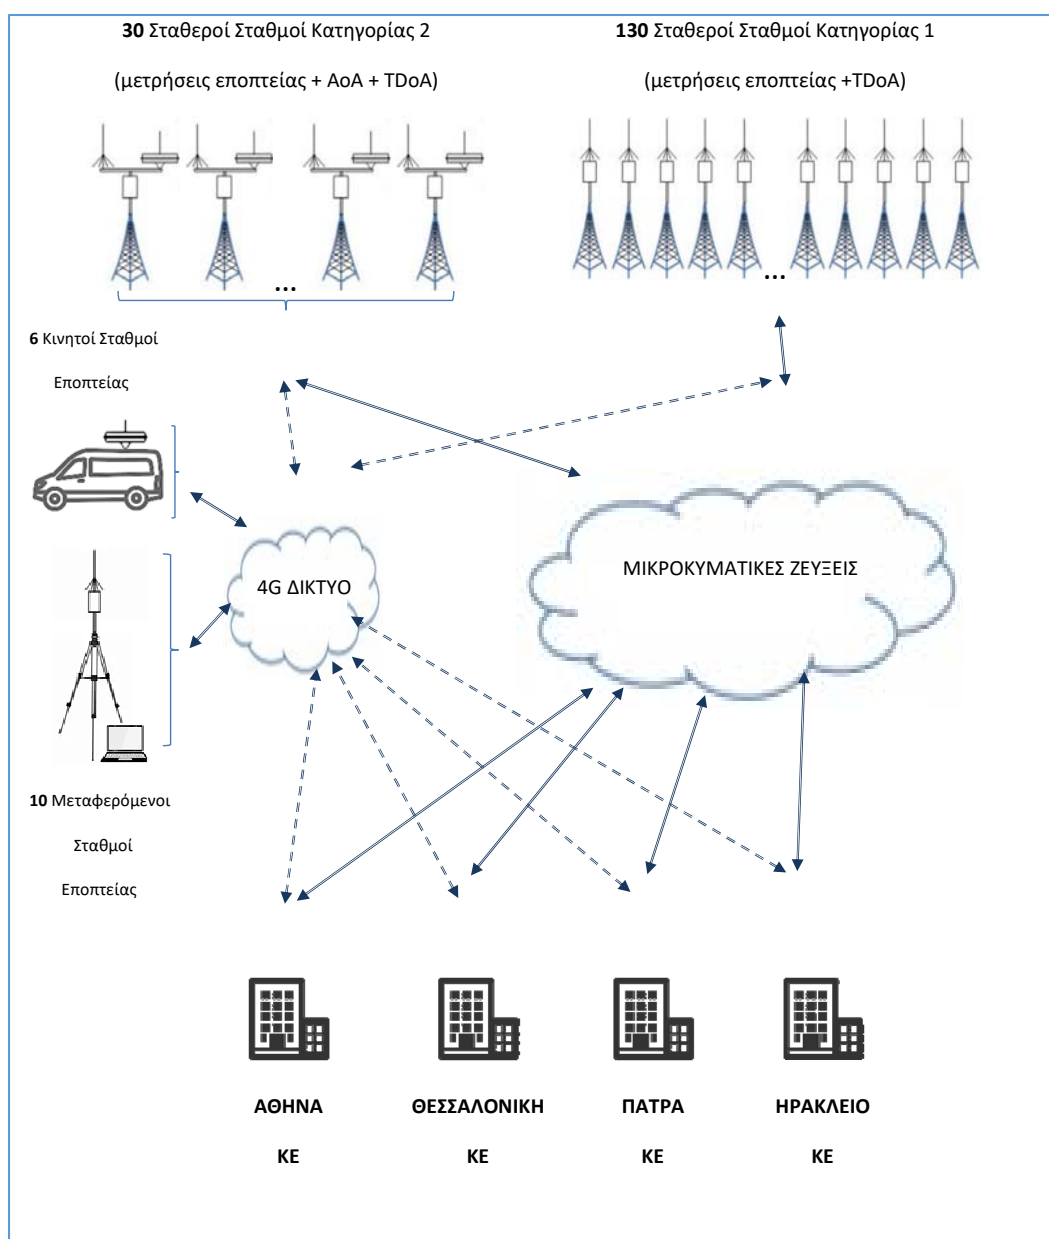 30 Σταθεροί Σταθμοί Κατηγορίας 2
(μετρήσεις εποπτείας + AoA + TDoA)
130 Σταθεροί Σταθμοί Κατηγορίας 1
(μετρήσεις εποπτείας +TDoA)
...
...
6 Κινητοί Σταθμοί
Εποπτείας
4G ΔΙΚΤΥΟ
ΜΙΚΡΟΚΥΜΑΤΙΚΕΣ ΖΕΥΞΕΙΣ
10 Μεταφερόμενοι
Σταθμοί
Εποπτείας
ΑΘΗΝΑ
ΚΕ
ΘΕΣΣΑΛΟΝΙΚΗ
ΚΕ
ΠΑΤΡΑ
ΚΕ
ΗΡΑΚΛΕΙΟ
ΚΕ